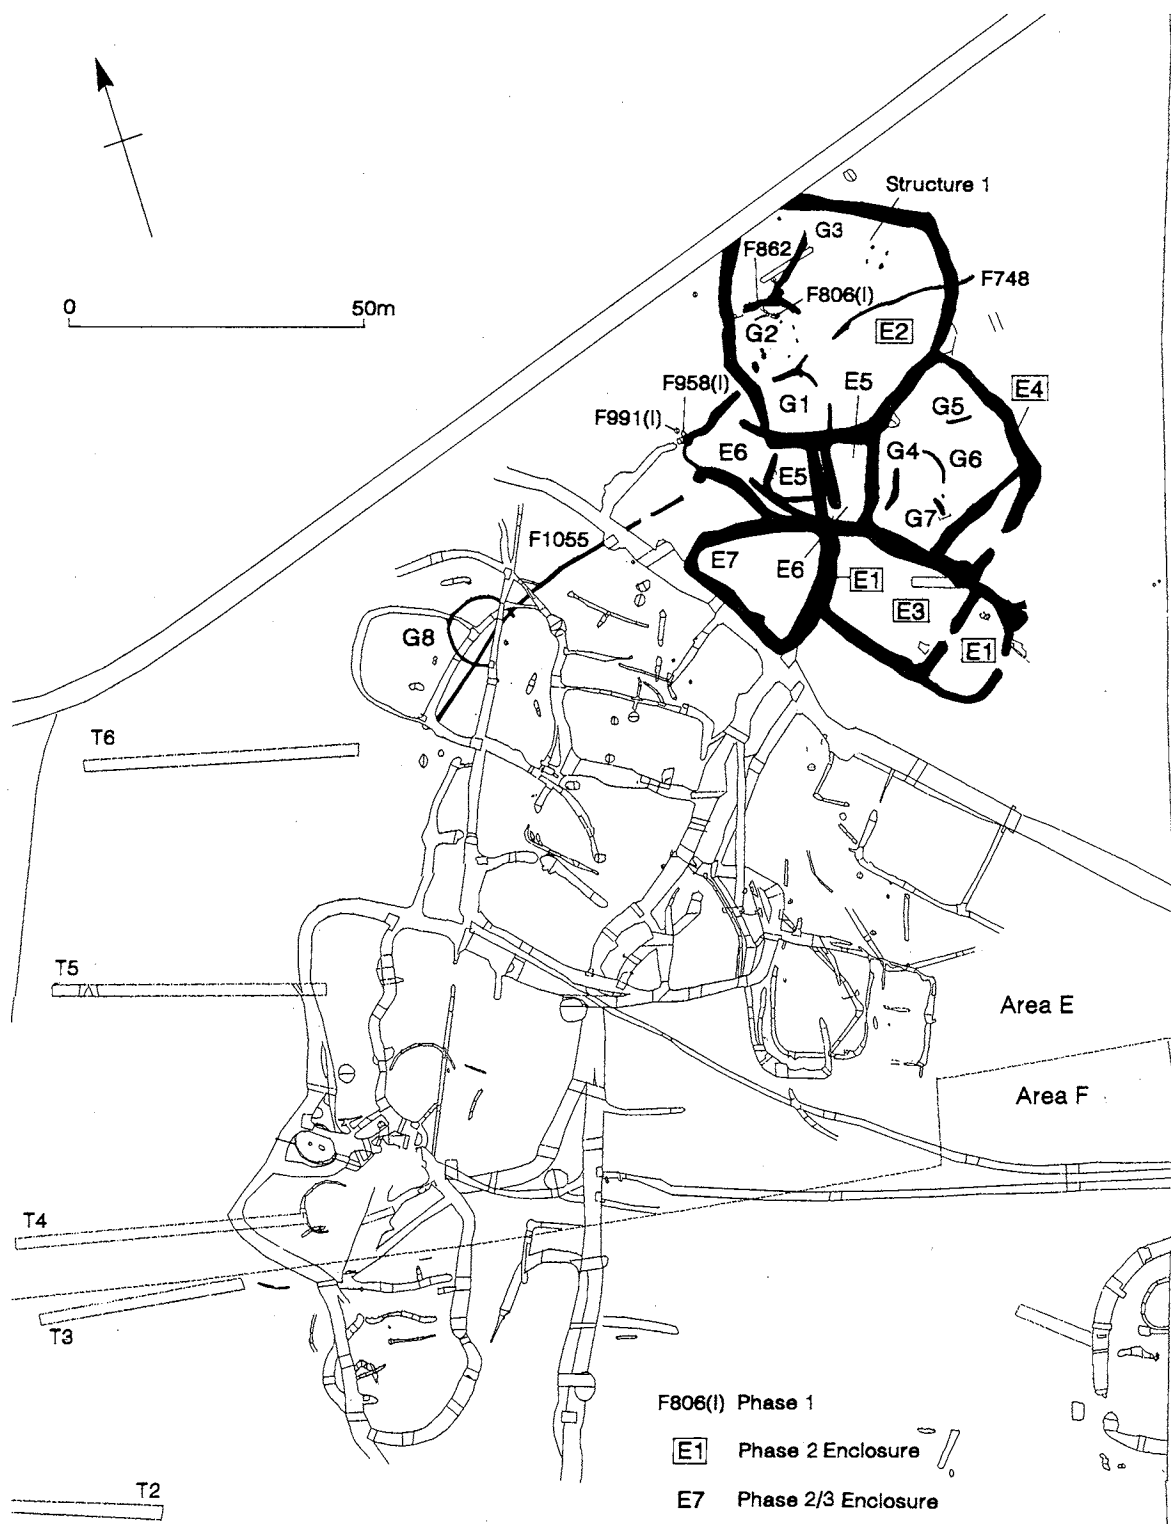 Structure 1
G3
F862
F748
0 50m
F806(I)
G2
E2
F958(I)
E5
E4
G1
G5
F991(I)
E6
E5
G4
G6
G7
F1055
E7
E6
E1
E3
G8
E1
T6
T5
Area E
Area F
T4
T3
F806(I) Phase 1
E1 Phase 2 Enclosure
T2
E7 Phase 2/3 Enclosure